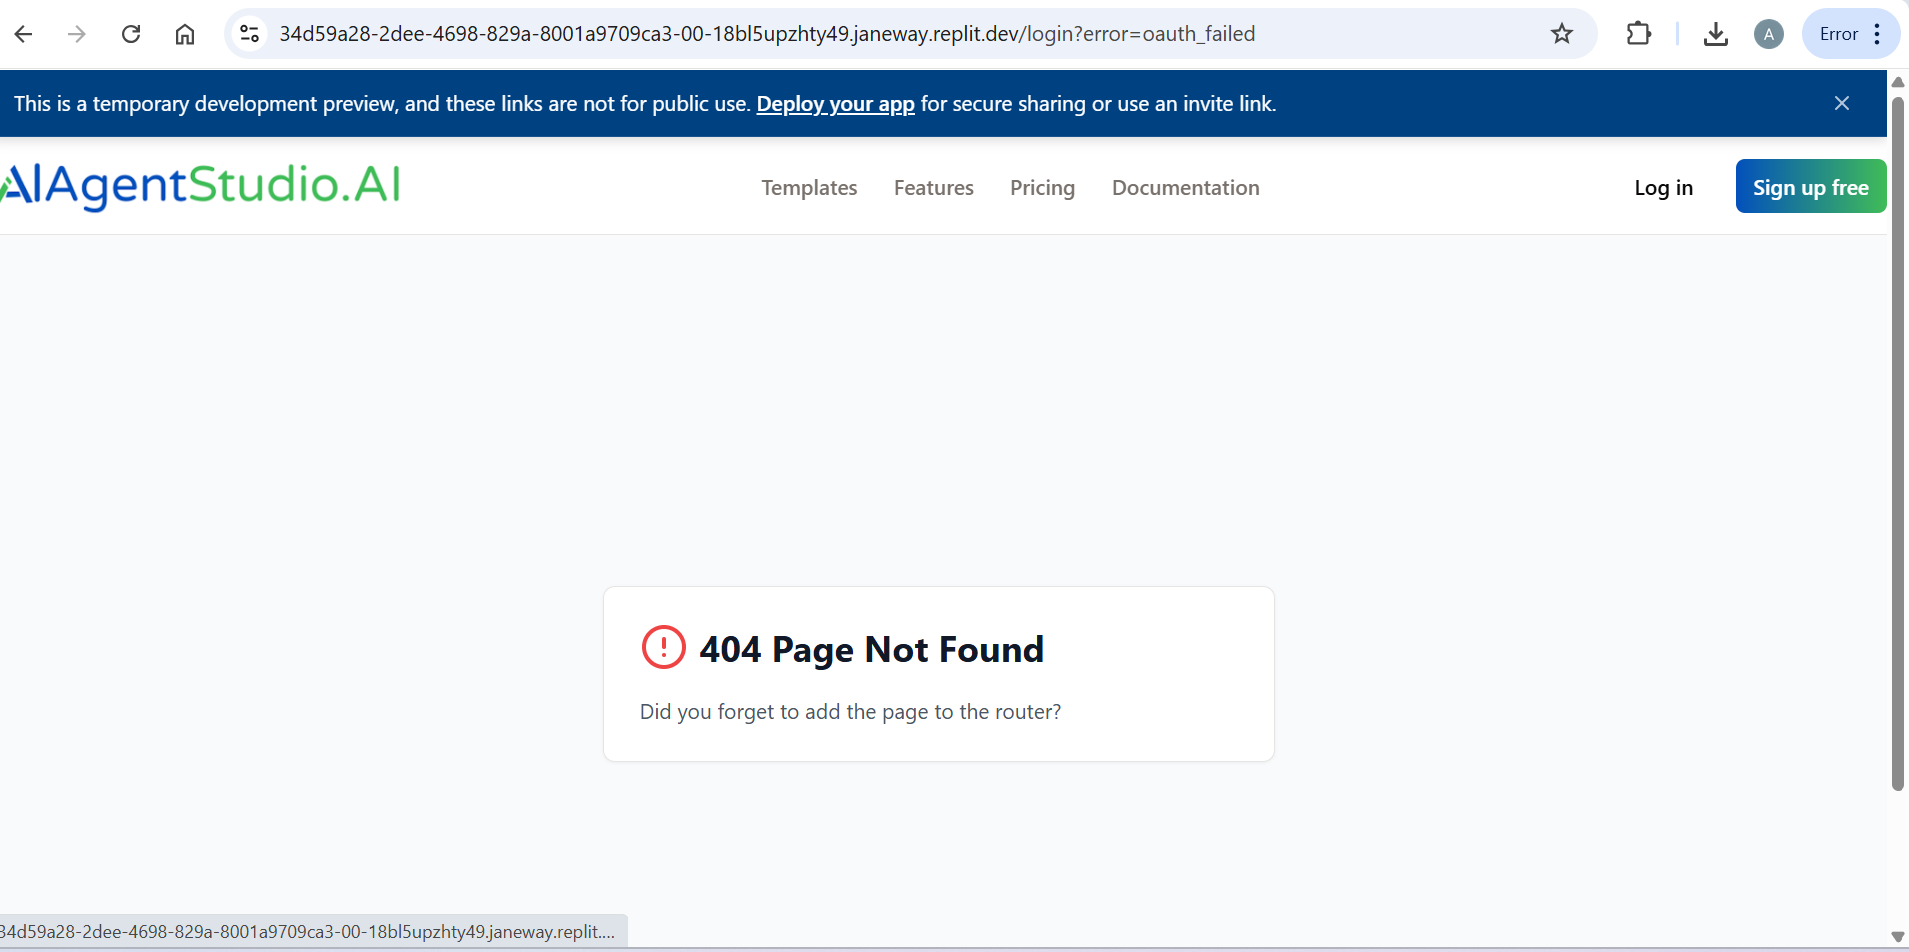 34d59a28-2dee-4698-829a-8001a9709ca3-00-18bl5upzhty49.janeway.replit.dev/login?error=oauth_failed
A
Error
This is a temporary development preview, and these links are not for public use. Deploy your app for secure sharing or use an invite link.
AIAgentStudio.AI
Templates
Features
Pricing
Documentation
Log in
Sign up free
404 Page Not Found
Did you forget to add the page to the router?
34d59a28-2dee-4698-829a-8001a9709ca3-00-18bl5upzhty49.janeway.replit....